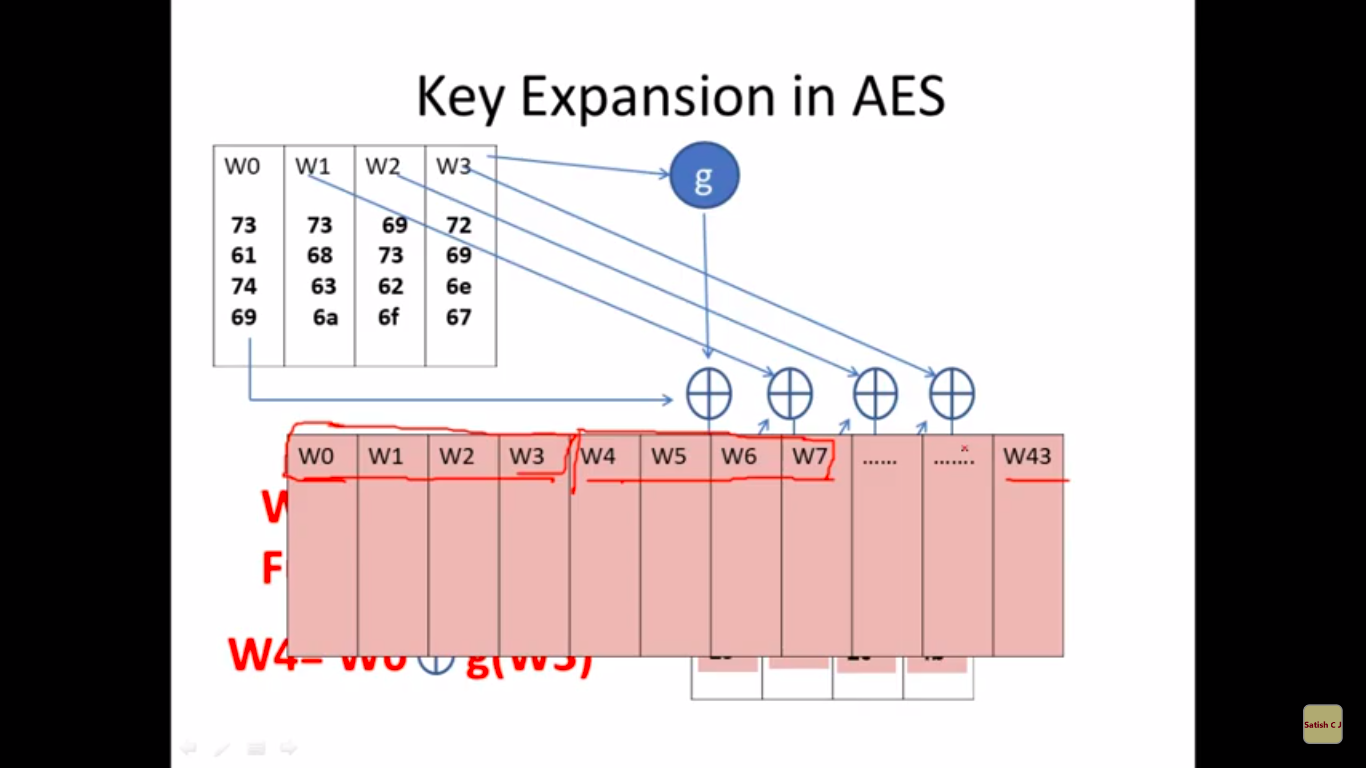 Key Expansion in AES
W0 W1 W2 W3
g
73 73 69 72
61 68 73 69
74 63 62 6e
69 6a 6f 67
W0 W1 W2 W3 W4 W5 W6 W7 ...... ....... W43
W4= W0 ⊕ g(W3)
Satish C J